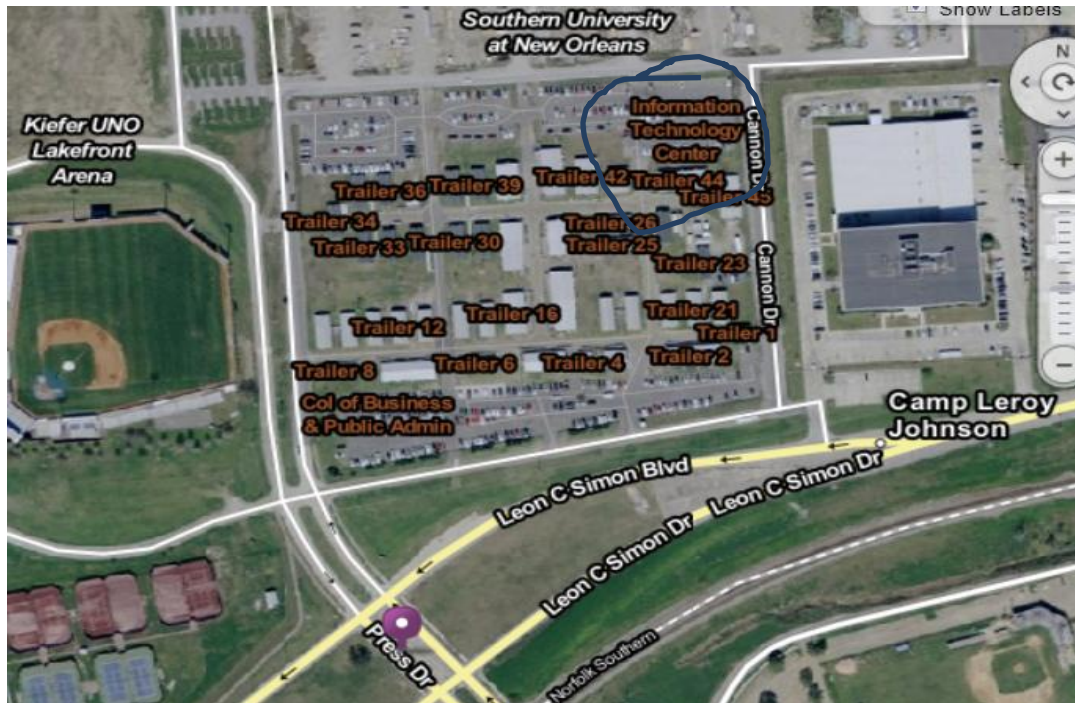 Show Labels
Southern University
at New Orleans
N
Kiefer UNO
Lakefront
Arena
Information
Technology
Center
Cannon Dr
Trailer 36
Trailer 39
Trailer 42
Trailer 44
Trailer 45
Trailer 34
Trailer 33
Trailer 30
Trailer 26
Trailer 25
Trailer 23
Cannon Dr
Trailer 12
Trailer 16
Trailer 21
Trailer 1
Trailer 8
Trailer 6
Trailer 4
Trailer 2
Col of Business
& Public Admin
Camp Leroy
Johnson
Leon C Simon Blvd
Leon C Simon Dr
Leon C Simon Dr
Press Dr
Norfolk Southern